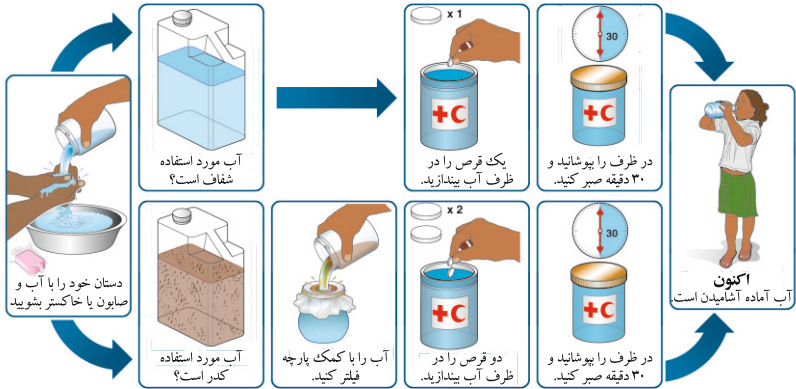 دستان خود را با آب و
صابون یا خاکستر بشویید
آب مورد استفاده
شفاف است؟
x 1
یک قرص را در
ظرف آب بیندازید.
30
در ظرف را بپوشانید و
۳۰ دقیقه صبر کنید.
آب مورد استفاده
کدر است؟
آب را با کمک پارچه
فیلتر کنید.
x 2
دو قرص را در
ظرف آب بیندازید.
30
در ظرف را بپوشانید و
۳۰ دقیقه صبر کنید.
اکنون
آب آماده آشامیدن است.